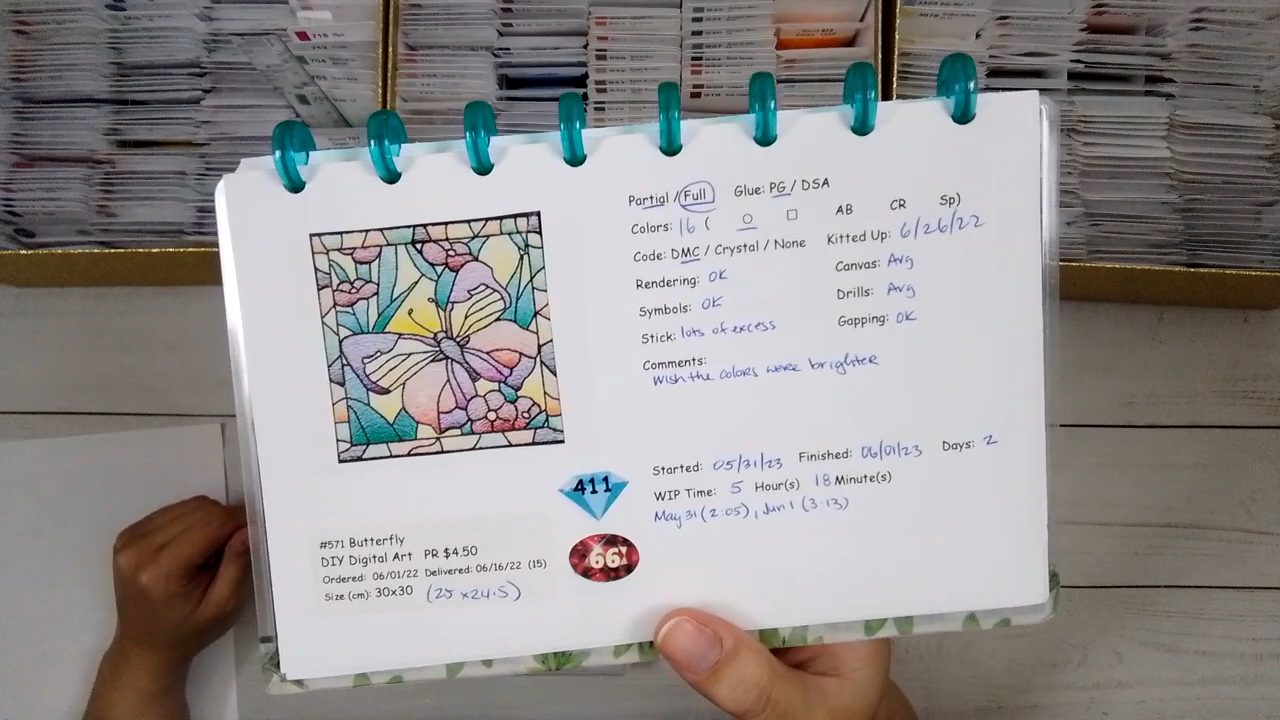 718
Partial / Full Glue: PG / DSA
Colors: 16 ( ○ □ AB CR Sp)
Code: DMC / Crystal / None Kitted Up: 6/26/22
Rendering: OK Canvas: Avg
Symbols: OK Drills: Avg
Stick: lots of excess Gapping: OK
Comments:
Wish the colors were brighter
Started: 05/31/23 Finished: 06/01/23 Days: 2
WIP Time: 5 Hour(s) 18 Minute(s)
May 31 (2:05), Jun 1 (3:13)
411
66
#571 Butterfly
DIY Digital Art PR $4.50
Ordered: 06/01/22 Delivered: 06/16/22 (15)
Size (cm): 30x30 (25 x24.5)